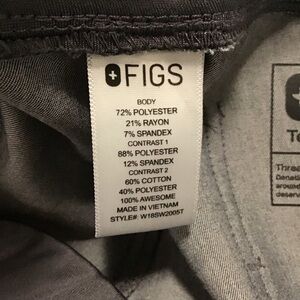 FIGS
BODY
72% POLYESTER
21% RAYON
7% SPANDEX
CONTRAST 1
88% POLYESTER
12% SPANDEX
CONTRAST 2
60% COTTON
40% POLYESTER
100% AWESOME
MADE IN VIETNAM
STYLE#: W18SW2005T